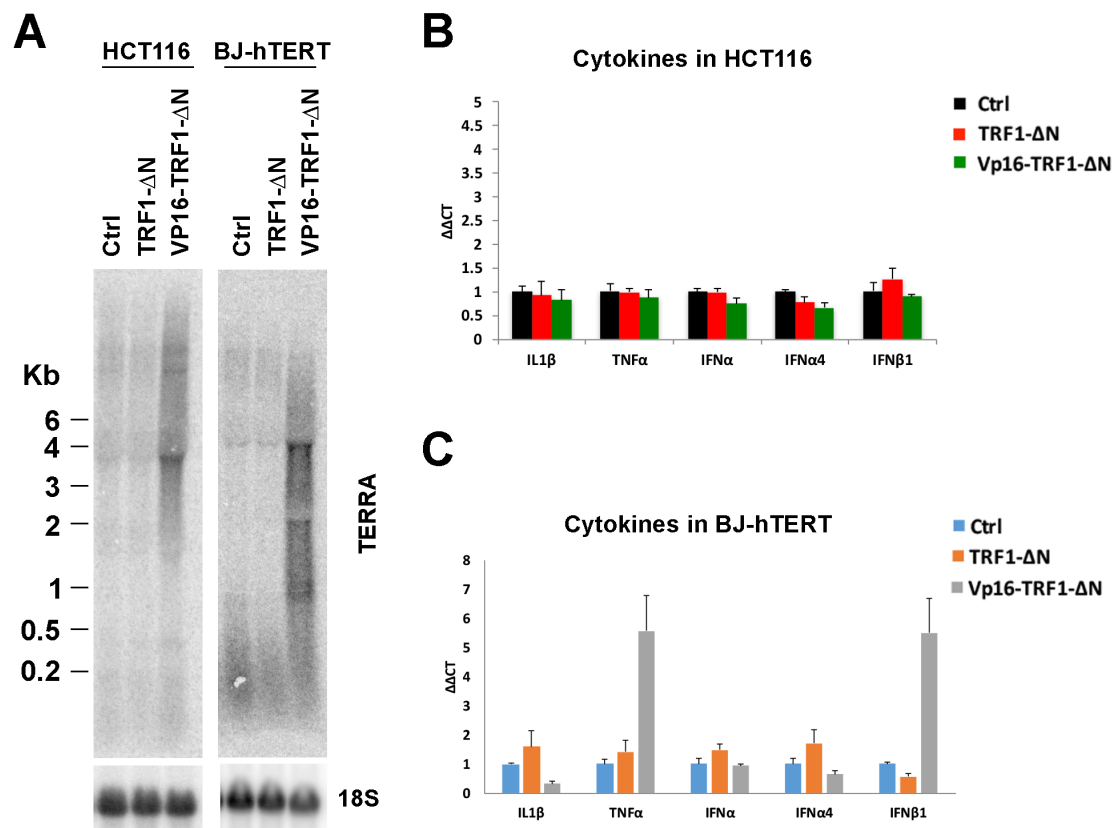 A
HCT116 BJ-hTERT
Ctrl
TRF1-ΔN
VP16-TRF1-ΔN
Ctrl
TRF1-ΔN
VP16-TRF1-ΔN
Kb
6
4
3
2
1
0.5
0.2
TERRA
18S
B
Cytokines in HCT116
Ctrl
TRF1-ΔN
Vp16-TRF1-ΔN
ΔΔCT
5
4.5
4
3.5
3
2.5
2
1.5
1
0.5
0
IL1β TNFα IFNα IFNα4 IFNβ1
C
Cytokines in BJ-hTERT
Ctrl
TRF1-ΔN
Vp16-TRF1-ΔN
ΔΔCT
8
7
6
5
4
3
2
1
0
IL1β TNFα IFNα IFNα4 IFNβ1